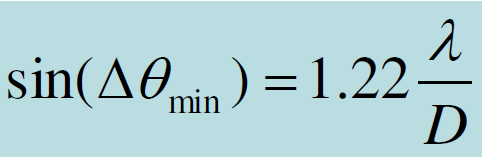 sin(Δθ_min) = 1.22 λ/D